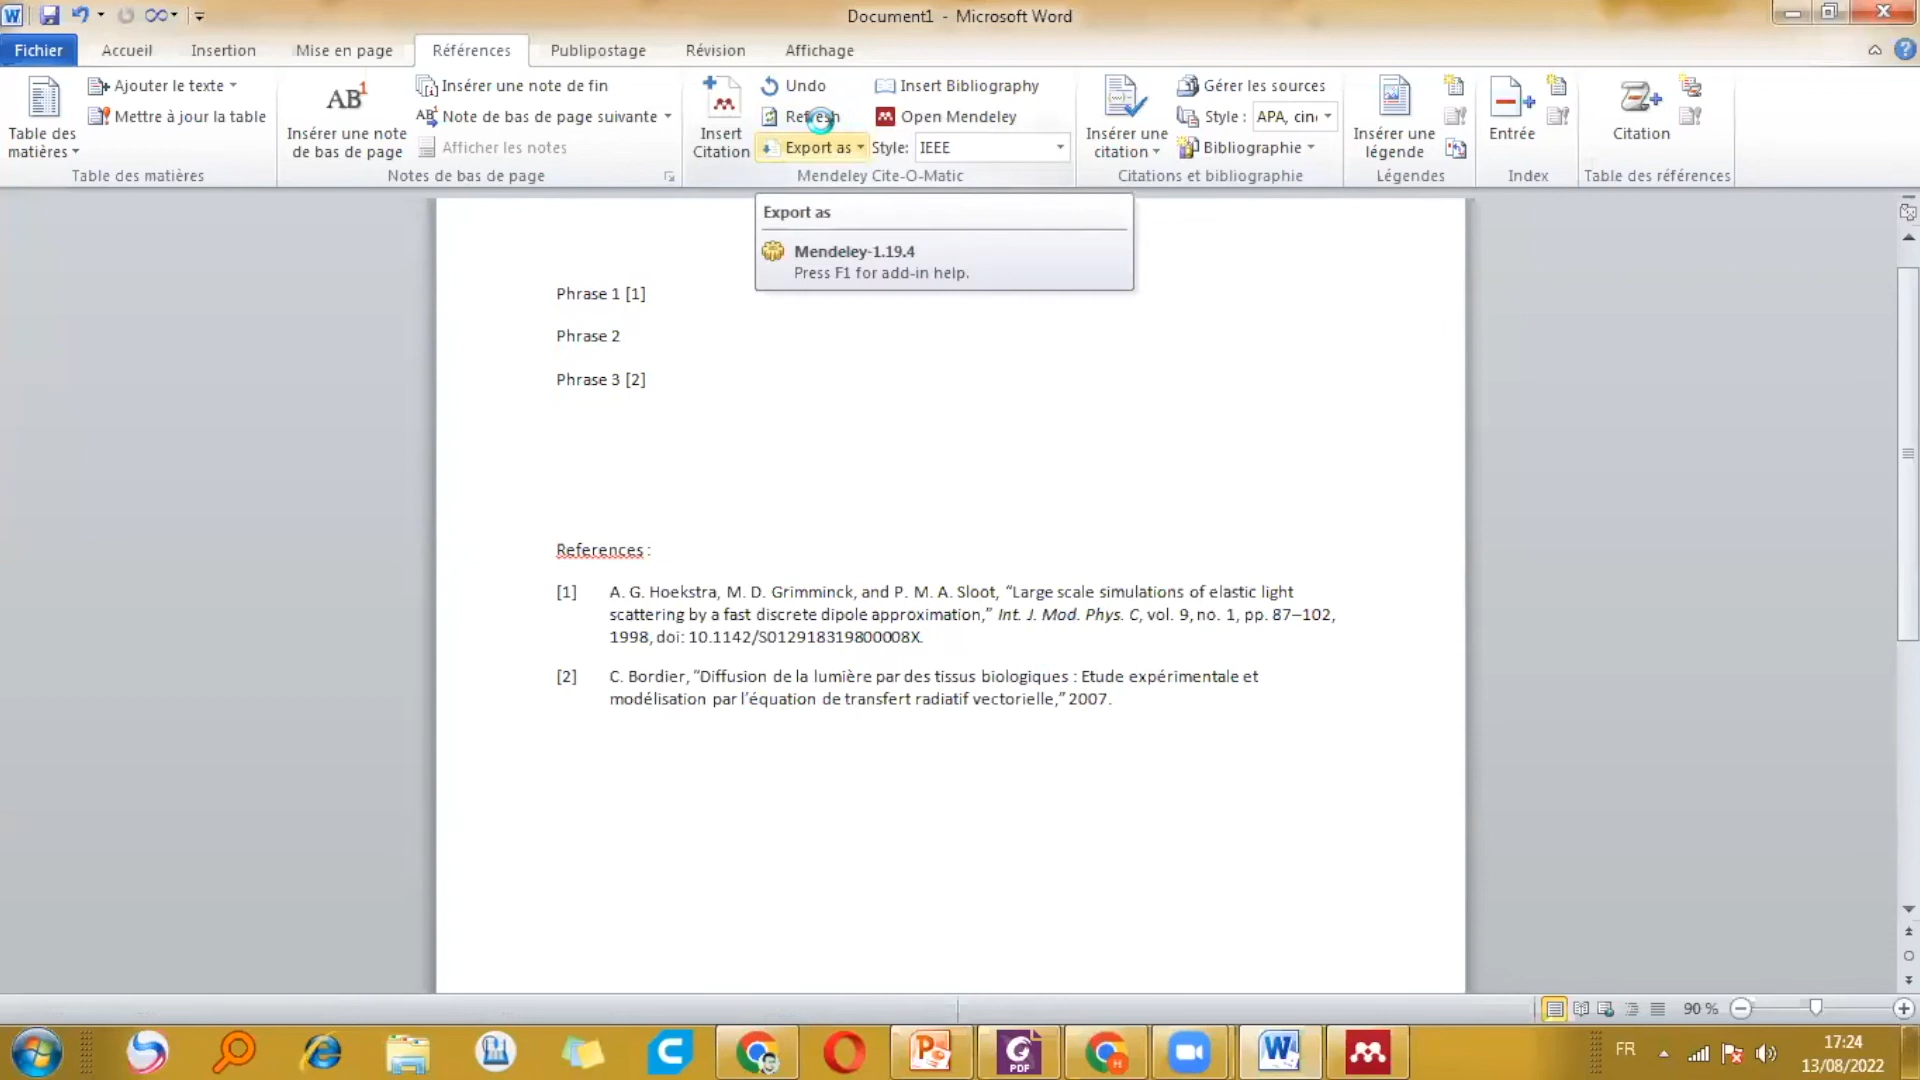 Document1 - Microsoft Word
Fichier Accueil Insertion Mise en page Références Publipostage Révision Affichage
Table des matières
Ajouter le texte
Mettre à jour la table
Table des matières
AB1
Insérer une note de bas de page
Insérer une note de fin
AB1 Note de bas de page suivante
Afficher les notes
Notes de bas de page
Insert Citation
Undo
Refresh
Export as
Insert Bibliography
Open Mendeley
Style: IEEE
Mendeley Cite-O-Matic
Insérer une citation
Gérer les sources
Style : APA, cin
Bibliographie
Citations et bibliographie
Insérer une légende
Légendes
Entrée
Index
Citation
Table des références
Export as
Mendeley-1.19.4
Press F1 for add-in help.
Phrase 1 [1]
Phrase 2
Phrase 3 [2]
References :
[1] A. G. Hoekstra, M. D. Grimminck, and P. M. A. Sloot, “Large scale simulations of elastic light
scattering by a fast discrete dipole approximation,” Int. J. Mod. Phys. C, vol. 9, no. 1, pp. 87–102,
1998, doi: 10.1142/S012918319800008X.
[2] C. Bordier, “Diffusion de la lumière par des tissus biologiques : Etude expérimentale et
modélisation par l’équation de transfert radiatif vectorielle,” 2007.
90 %
PDF
FR
17:24
13/08/2022